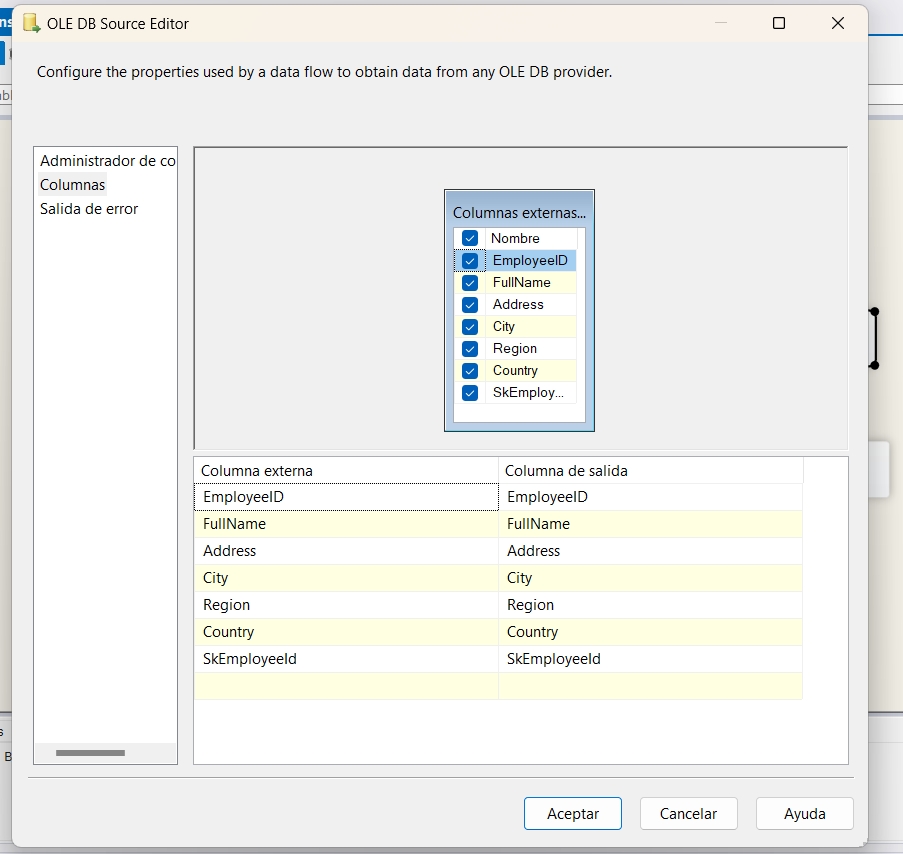 OLE DB Source Editor
Configure the properties used by a data flow to obtain data from any OLE DB provider.
Administrador de co
Columnas
Salida de error
Columnas externas...
Nombre
EmployeeID
FullName
Address
City
Region
Country
SkEmploy...
Columna externa Columna de salida
EmployeeID EmployeeID
FullName FullName
Address Address
City City
Region Region
Country Country
SkEmployeeId SkEmployeeId
Aceptar Cancelar Ayuda